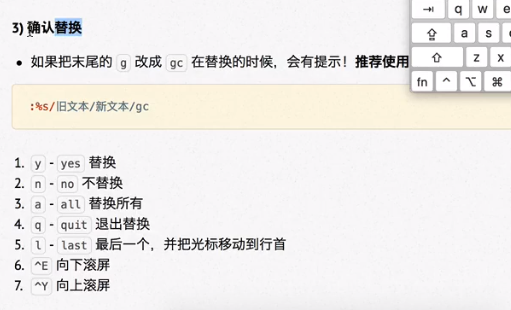 3) 确认替换
• 如果把末尾的 g 改成 gc 在替换的时候，会有提示！推荐使用
:%s/旧文本/新文本/gc
1. y - yes 替换
2. n - no 不替换
3. a - all 替换所有
4. q - quit 退出替换
5. l - last 最后一个，并把光标移动到行首
6. ^E 向下滚屏
7. ^Y 向上滚屏
⇥ q w e
⇪ a s
⇧ z x
fn ^ ⌥ ⌘